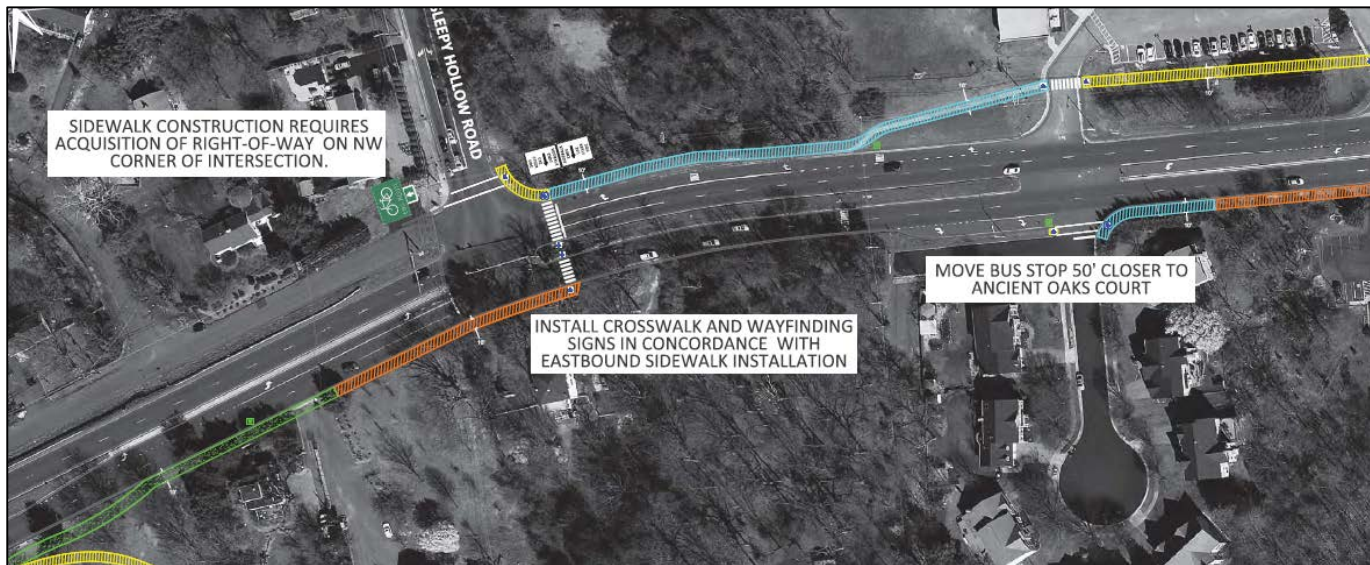 SLEEPY HOLLOW ROAD
SIDEWALK CONSTRUCTION REQUIRES
ACQUISITION OF RIGHT-OF-WAY ON NW
CORNER OF INTERSECTION.
MOVE BUS STOP 50' CLOSER TO
ANCIENT OAKS COURT
INSTALL CROSSWALK AND WAYFINDING
SIGNS IN CONCORDANCE WITH
EASTBOUND SIDEWALK INSTALLATION